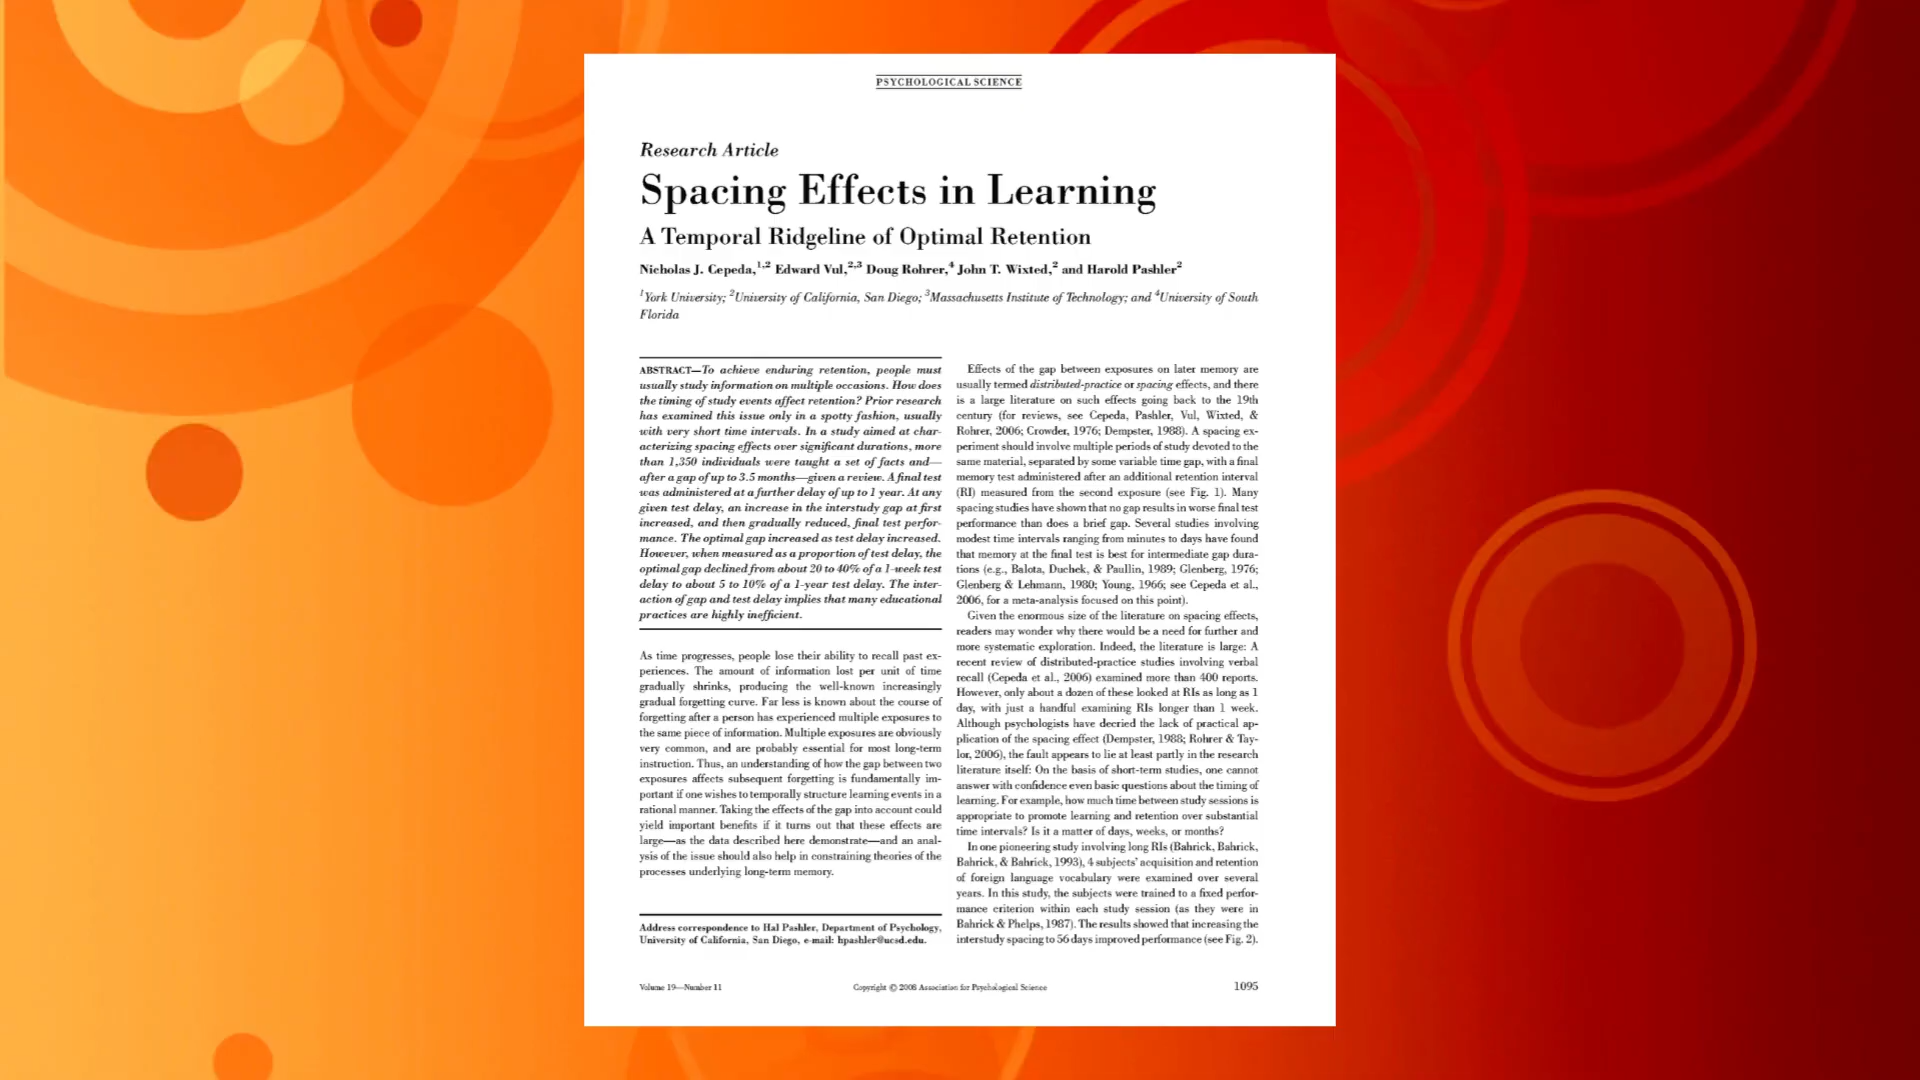 PSYCHOLOGICAL SCIENCE
Research Article
Spacing Effects in Learning
A Temporal Ridgeline of Optimal Retention
Nicholas J. Cepeda,1,2 Edward Vul,2,3 Doug Rohrer,4 John T. Wixted,2 and Harold Pashler2
1York University; 2University of California, San Diego; 3Massachusetts Institute of Technology; and 4University of South
Florida
ABSTRACT—To achieve enduring retention, people must
usually study information on multiple occasions. How does
the timing of study events affect retention? Prior research
has examined this issue only in a spotty fashion, usually
with very short time intervals. In a study aimed at char-
acterizing spacing effects over significant durations, more
than 1,350 individuals were taught a set of facts and—
after a gap of up to 3.5 months—given a review. A final test
was administered at a further delay of up to 1 year. At any
given test delay, an increase in the interstudy gap at first
increased, and then gradually reduced, final test perfor-
mance. The optimal gap increased as test delay increased.
However, when measured as a proportion of test delay, the
optimal gap declined from about 20 to 40% of a 1-week test
delay to about 5 to 10% of a 1-year test delay. The inter-
action of gap and test delay implies that many educational
practices are highly inefficient.
As time progresses, people lose their ability to recall past ex-
periences. The amount of information lost per unit of time
gradually shrinks, producing the well-known increasingly
gradual forgetting curve. Far less is known about the course of
forgetting after a person has experienced multiple exposures to
the same piece of information. Multiple exposures are obviously
very common, and are probably essential for most long-term
instruction. Thus, an understanding of how the gap between two
exposures affects subsequent forgetting is fundamentally im-
portant if one wishes to temporally structure learning events in a
rational manner. Taking the effects of the gap into account could
yield important benefits if it turns out that these effects are
large—as the data described here demonstrate—and an anal-
ysis of the issue should also help in constraining theories of the
processes underlying long-term memory.
Address correspondence to Hal Pashler, Department of Psychology,
University of California, San Diego, e-mail: hpashler@ucsd.edu.
Effects of the gap between exposures on later memory are
usually termed distributed-practice or spacing effects, and there
is a large literature on such effects going back to the 19th
century (for reviews, see Cepeda, Pashler, Vul, Wixted, &
Rohrer, 2006; Crowder, 1976; Dempster, 1988). A spacing ex-
periment should involve multiple periods of study devoted to the
same material, separated by some variable time gap, with a final
memory test administered after an additional retention interval
(RI) measured from the second exposure (see Fig. 1). Many
spacing studies have shown that no gap results in worse final test
performance than does a brief gap. Several studies involving
modest time intervals ranging from minutes to days have found
that memory at the final test is best for intermediate gap dura-
tions (e.g., Balota, Duchek, & Paullin, 1989; Glenberg, 1976;
Glenberg & Lehmann, 1980; Young, 1966; see Cepeda et al.,
2006, for a meta-analysis focused on this point).
Given the enormous size of the literature on spacing effects,
readers may wonder why there would be a need for further and
more systematic exploration. Indeed, the literature is large: A
recent review of distributed-practice studies involving verbal
recall (Cepeda et al., 2006) examined more than 400 reports.
However, only about a dozen of these looked at RIs as long as 1
day, with just a handful examining RIs longer than 1 week.
Although psychologists have decried the lack of practical ap-
plication of the spacing effect (Dempster, 1988; Rohrer & Tay-
lor, 2006), the fault appears to lie at least partly in the research
literature itself: On the basis of short-term studies, one cannot
answer with confidence even basic questions about the timing of
learning. For example, how much time between study sessions is
appropriate to promote learning and retention over substantial
time intervals? Is it a matter of days, weeks, or months?
In one pioneering study involving long RIs (Bahrick, Bahrick,
Bahrick, & Bahrick, 1993), 4 subjects' acquisition and retention
of foreign language vocabulary were examined over several
years. In this study, the subjects were trained to a fixed perfor-
mance criterion within each study session (as they were in
Bahrick & Phelps, 1987). The results showed that increasing the
interstudy spacing to 56 days improved performance (see Fig. 2).
Volume 19—Number 11
Copyright © 2008 Association for Psychological Science
1095